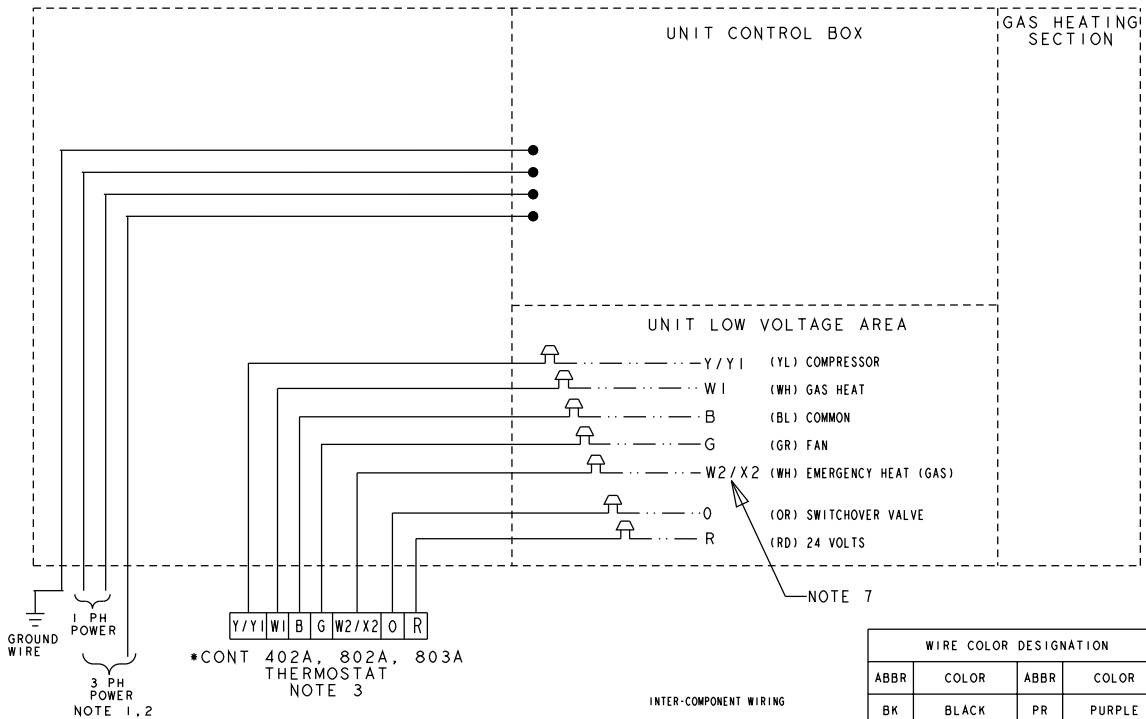 UNIT CONTROL BOX
GAS HEATING
SECTION
UNIT LOW VOLTAGE AREA
Y/Y1 (YL) COMPRESSOR
W1 (WH) GAS HEAT
B (BL) COMMON
G (GR) FAN
W2/X2 (WH) EMERGENCY HEAT (GAS)
O (OR) SWITCHOVER VALVE
R (RD) 24 VOLTS
NOTE 7
GROUND
WIRE
1 PH
POWER
3 PH
POWER
NOTE 1,2
Y/Y1 W1 B G W2/X2 O R
*CONT 402A, 802A, 803A
THERMOSTAT
NOTE 3
INTER-COMPONENT WIRING
WIRE COLOR DESIGNATION
ABBR COLOR ABBR COLOR
BK BLACK PR PURPLE